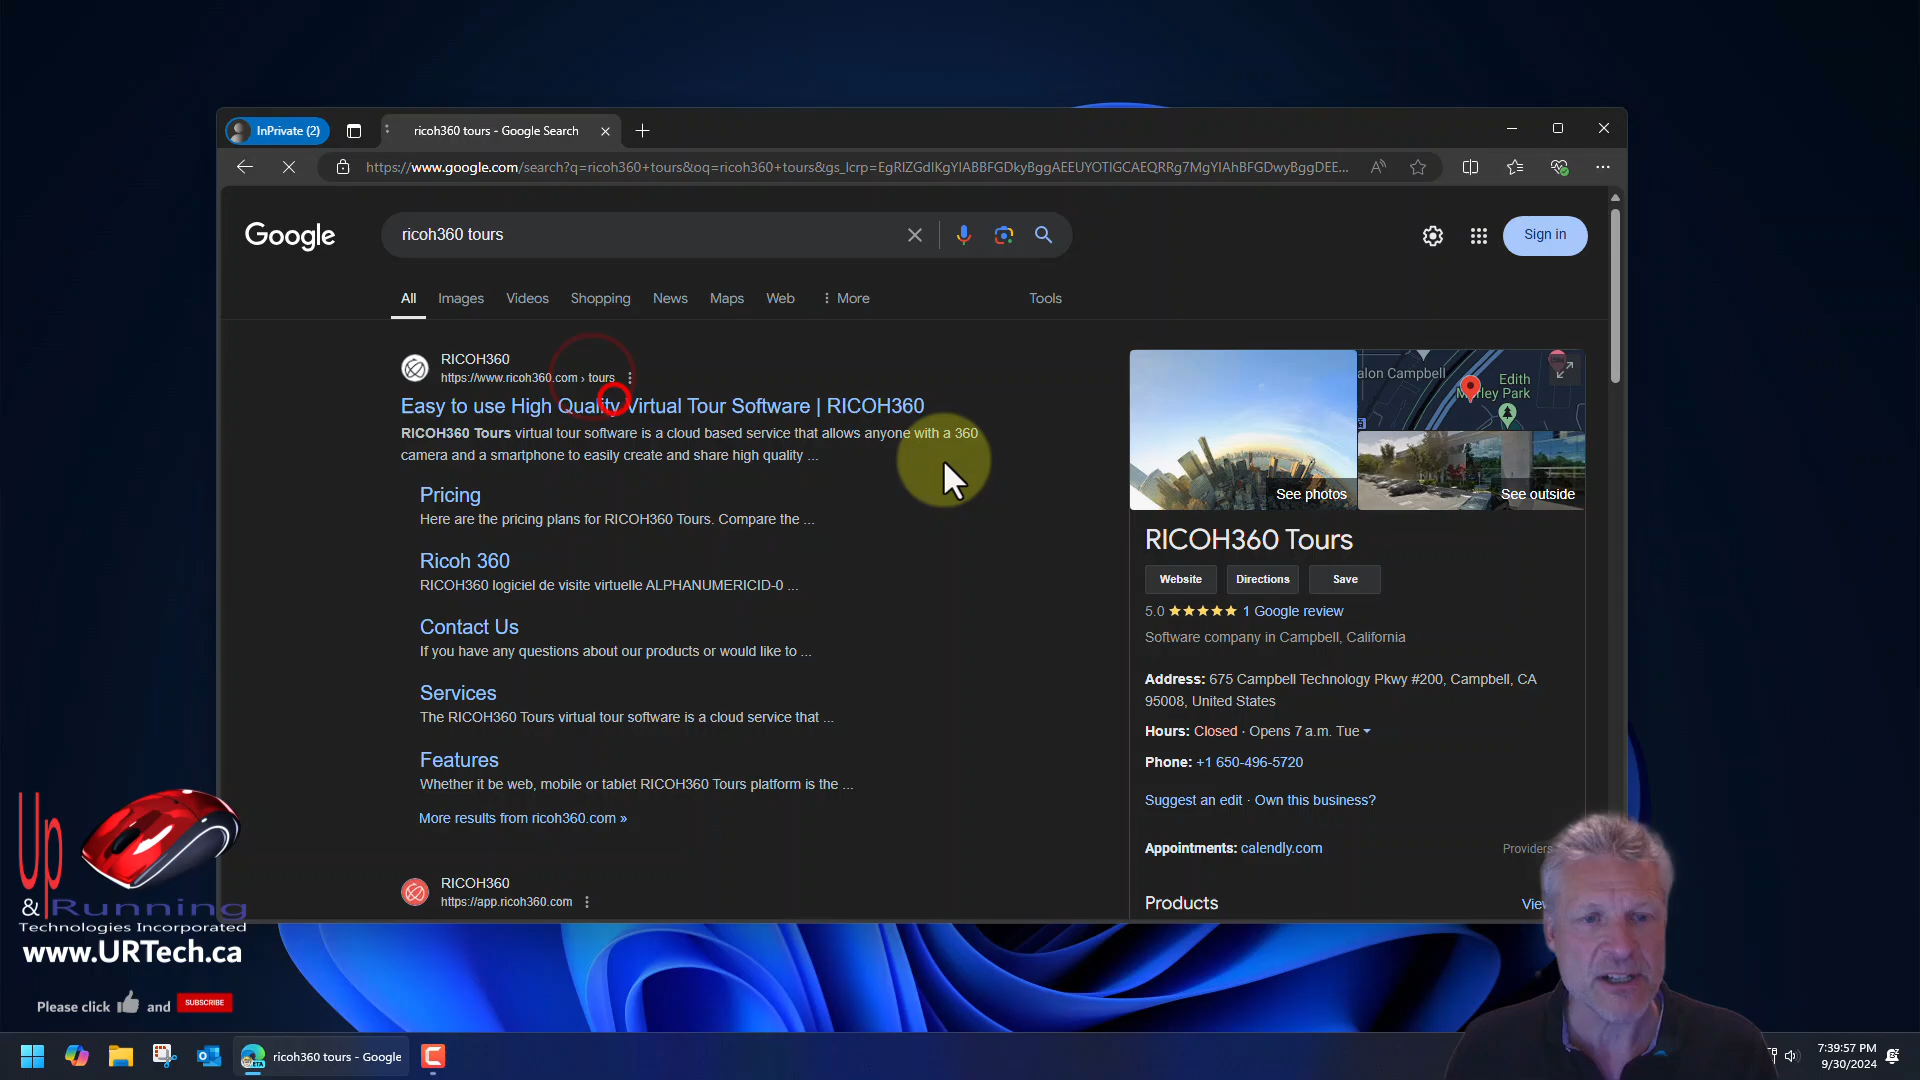 InPrivate (2)
ricoh360 tours - Google Search
https://www.google.com/search?q=ricoh360+tours&oq=ricoh360+tours&gs_lcrp=EgRlZGdlKgYIABBFGDkyBggAEEUYOTIGCAEQRRg7MgYIAhBFGDwyBggDEE...
Google
ricoh360 tours
Sign in
All Images Videos Shopping News Maps Web More Tools
RICOH360
https://www.ricoh360.com › tours
Easy to use High Quality Virtual Tour Software | RICOH360
RICOH360 Tours virtual tour software is a cloud based service that allows anyone with a 360
camera and a smartphone to easily create and share high quality ...
Pricing
Here are the pricing plans for RICOH360 Tours. Compare the ...
Ricoh 360
RICOH360 logiciel de visite virtuelle ALPHANUMERICID-0 ...
Contact Us
If you have any questions about our products or would like to ...
Services
The RICOH360 Tours virtual tour software is a cloud service that ...
Features
Whether it be web, mobile or tablet RICOH360 Tours platform is the ...
More results from ricoh360.com »
RICOH360
https://app.ricoh360.com
alon Campbell
Edith
Park
See photos
See outside
RICOH360 Tours
Website Directions Save
5.0 ★★★★★ 1 Google review
Software company in Campbell, California
Address: 675 Campbell Technology Pkwy #200, Campbell, CA
95008, United States
Hours: Closed · Opens 7 a.m. Tue
Phone: +1 650-496-5720
Suggest an edit · Own this business?
Appointments: calendly.com
Providers
Products
View
Up
& Running
Technologies Incorporated
www.URTech.ca
Please click and SUBSCRIBE
ricoh360 tours - Google
7:39:57 PM
9/30/2024